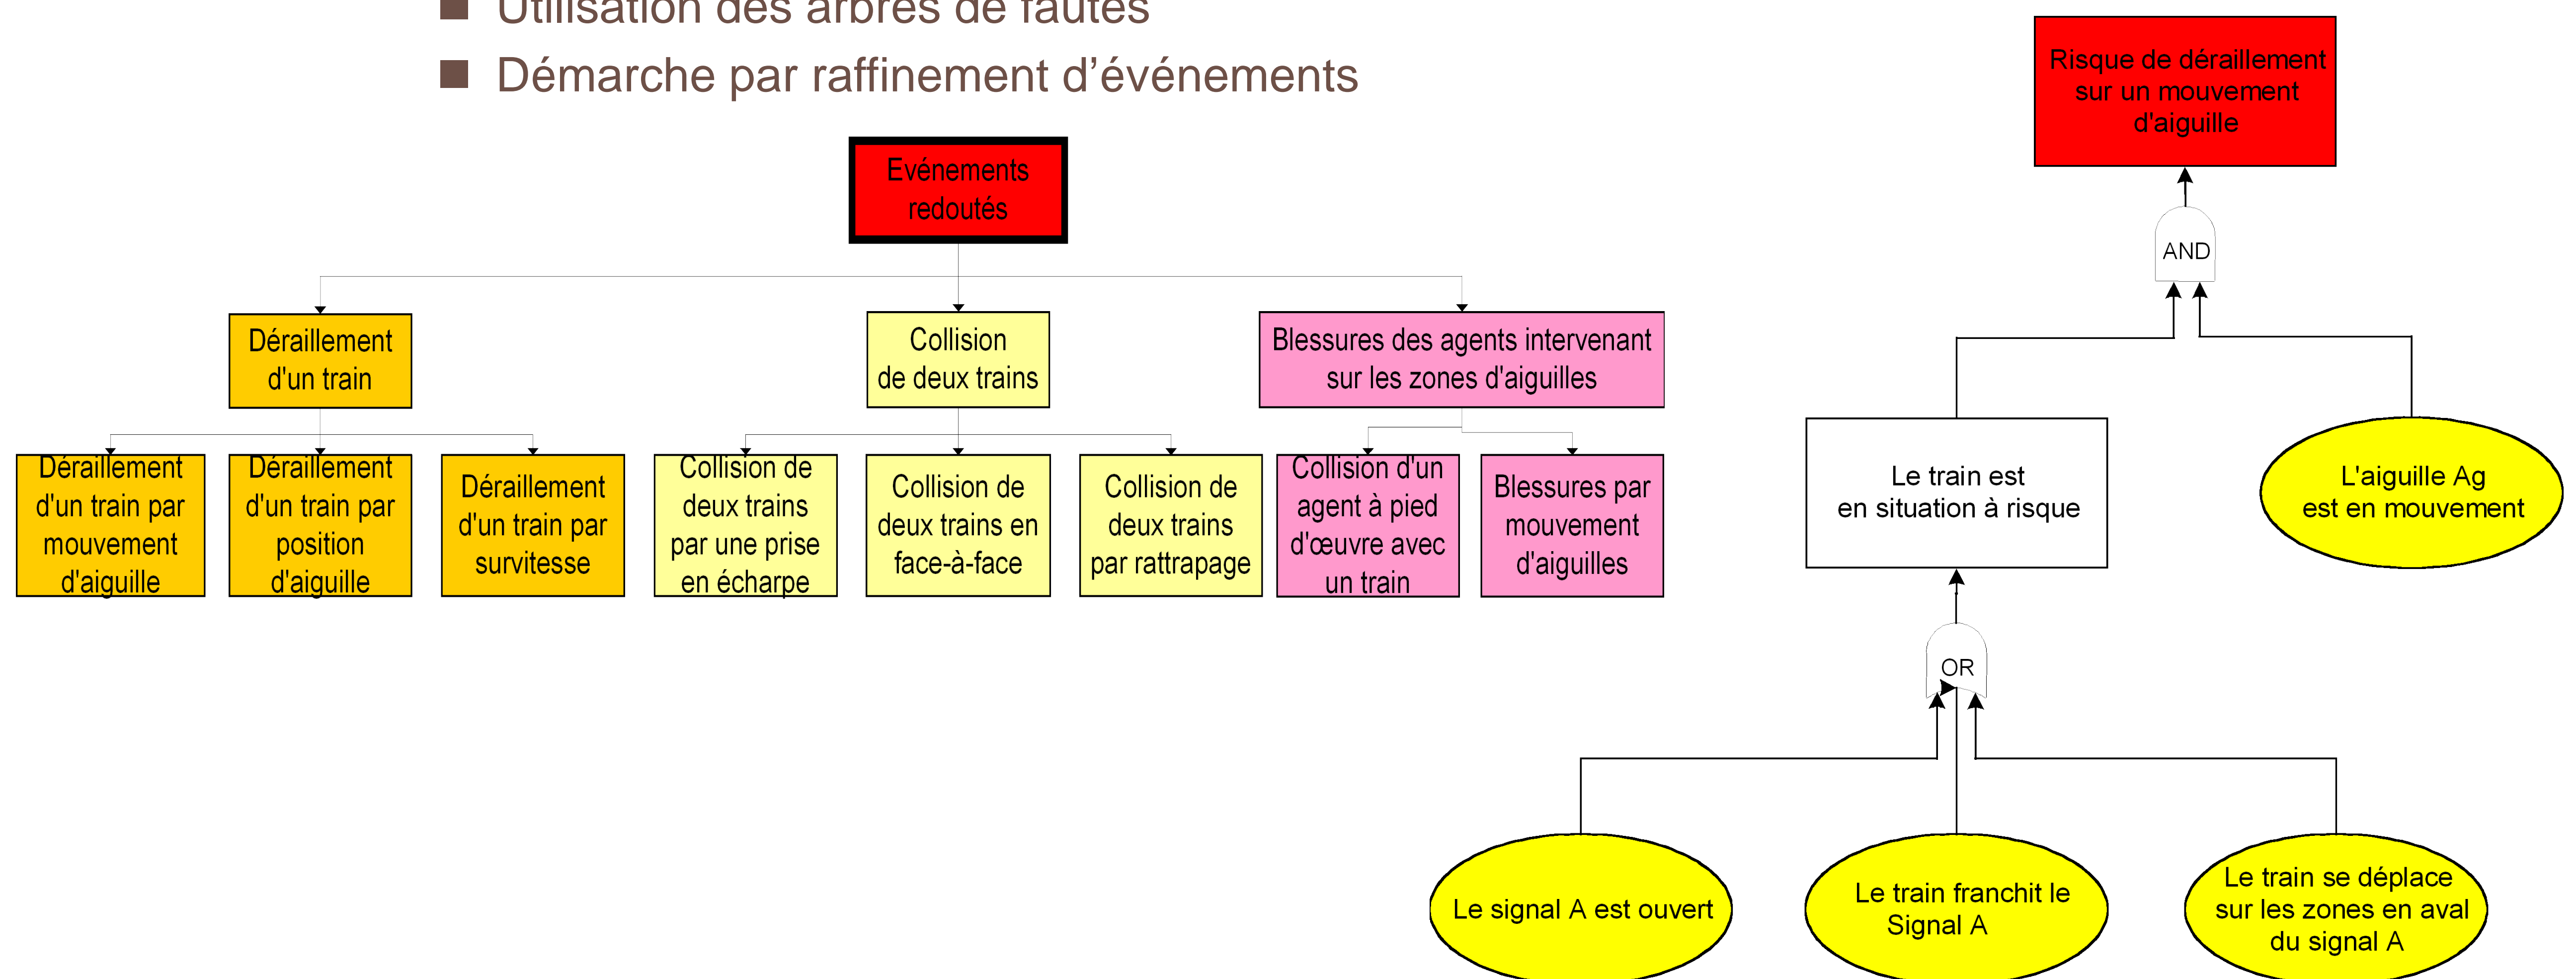 Utilisation des arbres de fautes
Démarche par raffinement d’événements
Evénements
redoutés
Déraillement
d'un train
Collision
de deux trains
Blessures des agents intervenant
sur les zones d'aiguilles
Déraillement
d'un train par
mouvement
d'aiguille
Déraillement
d'un train par
position
d'aiguille
Déraillement
d'un train par
survitesse
Collision de
deux trains
par une prise
en écharpe
Collision de
deux trains en
face-à-face
Collision de
deux trains
par rattrapage
Collision d'un
agent à pied
d'œuvre avec
un train
Blessures par
mouvement
d'aiguilles
Risque de déraillement
sur un mouvement
d'aiguille
AND
Le train est
en situation à risque
L'aiguille Ag
est en mouvement
OR
Le signal A est ouvert
Le train franchit le
Signal A
Le train se déplace
sur les zones en aval
du signal A